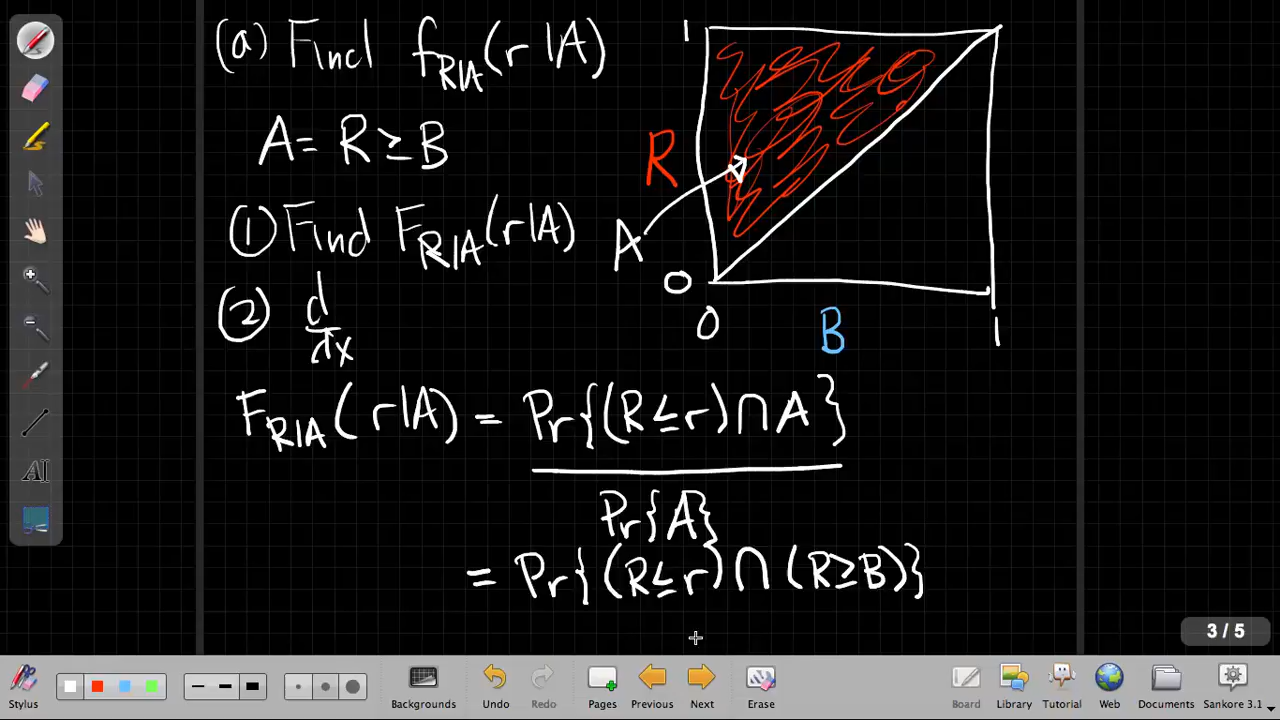 (a) Find f_{R|A}(r|A)
A = R ≥ B
① Find F_{R|A}(r|A)
② d/dx
1
R
A
0
0
B
1
F_{R|A}(r|A) = Pr{(R≤r)∩A}
Pr{A}
= Pr{(R≤r)∩(R≥B)}
3 / 5
AI
Stylus
Backgrounds
Undo
Redo
Pages
Previous
Next
Erase
Board
Library
Tutorial
Web
Documents
Sankore 3.1